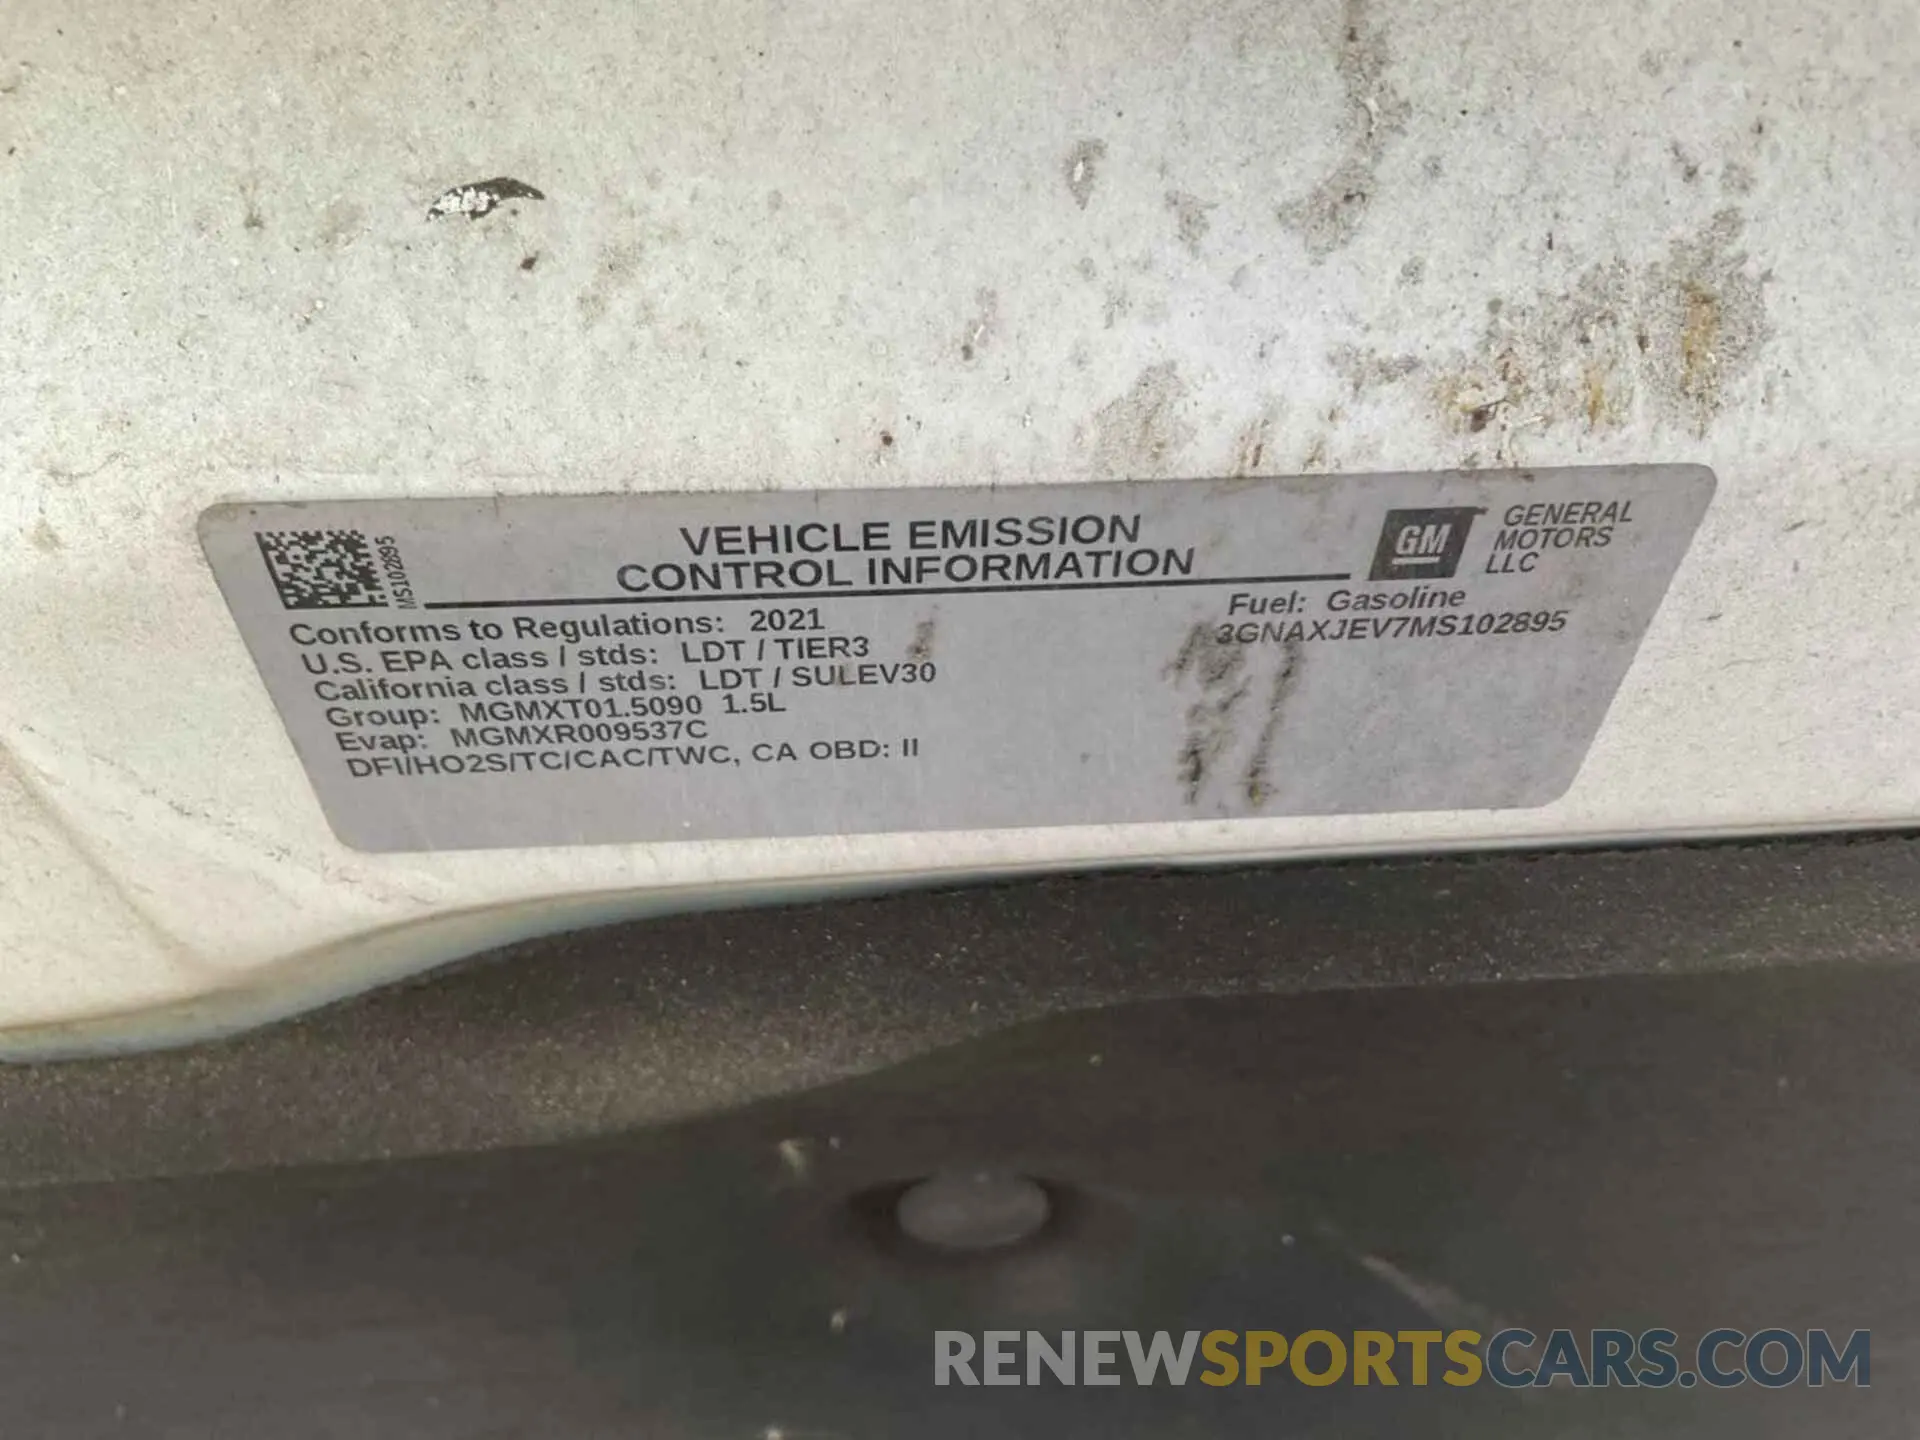 MS102895
VEHICLE EMISSION
CONTROL INFORMATION
GM
GENERAL
MOTORS
LLC
Conforms to Regulations: 2021
U.S. EPA class / stds: LDT / TIER3
California class / stds: LDT / SULEV30
Group: MGMXT01.5090 1.5L
Evap: MGMXR009537C
DFI/HO2S/TC/CAC/TWC, CA OBD: II
Fuel: Gasoline
3GNAXJEV7MS102895
RENEWSPORTSCARS.COM